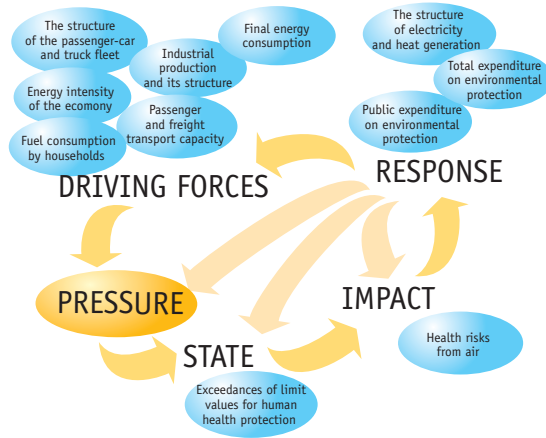 The structure
of the passenger-car
and truck fleet
Industrial
production
and its structure
Final energy
consumption
Energy intensity
of the ecomony
Passenger
and freight
transport capacity
Fuel consumption
by households
DRIVING FORCES
The structure
of electricity
and heat generation
Total expenditure
on environmental
protection
Public expenditure
on environmental
protection
RESPONSE
PRESSURE
IMPACT
Health risks
from air
STATE
Exceedances of limit
values for human
health protection